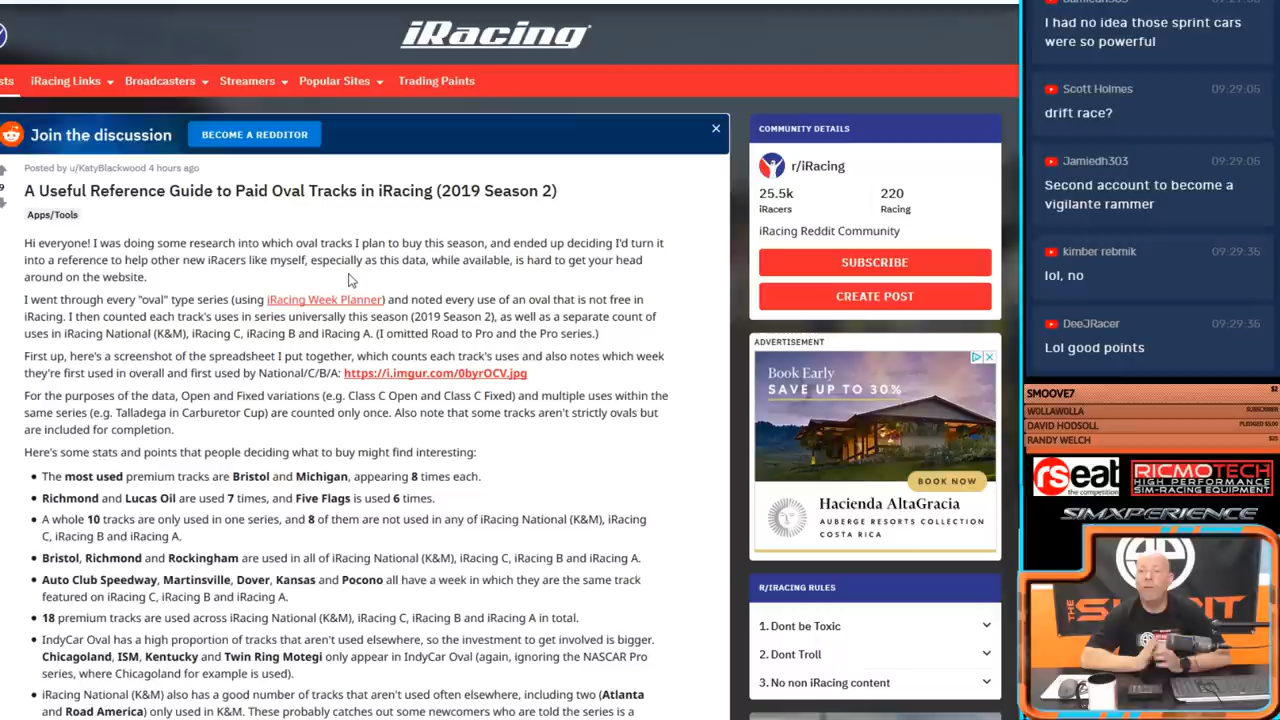 iRacing
sts iRacing Links Broadcasters Streamers Popular Sites Trading Paints
Join the discussion BECOME A REDDITOR
Posted by u/KatyBlackwood 4 hours ago
9
A Useful Reference Guide to Paid Oval Tracks in iRacing (2019 Season 2)
Apps/Tools
Hi everyone! I was doing some research into which oval tracks I plan to buy this season, and ended up deciding I'd turn it
into a reference to help other new iRacers like myself, especially as this data, while available, is hard to get your head
around on the website.
I went through every "oval" type series (using iRacing Week Planner) and noted every use of an oval that is not free in
iRacing. I then counted each track's uses in series universally this season (2019 Season 2), as well as a separate count of
uses in iRacing National (K&M), iRacing C, iRacing B and iRacing A. (I omitted Road to Pro and the Pro series.)
First up, here's a screenshot of the spreadsheet I put together, which counts each track's uses and also notes which week
they're first used in overall and first used by National/C/B/A: https://i.imgur.com/0byrOCV.jpg
For the purposes of the data, Open and Fixed variations (e.g. Class C Open and Class C Fixed) and multiple uses within the
same series (e.g. Talladega in Carburetor Cup) are counted only once. Also note that some tracks aren't strictly ovals but
are included for completion.
Here's some stats and points that people deciding what to buy might find interesting:
• The most used premium tracks are Bristol and Michigan, appearing 8 times each.
• Richmond and Lucas Oil are used 7 times, and Five Flags is used 6 times.
• A whole 10 tracks are only used in one series, and 8 of them are not used in any of iRacing National (K&M), iRacing
C, iRacing B and iRacing A.
• Bristol, Richmond and Rockingham are used in all of iRacing National (K&M), iRacing C, iRacing B and iRacing A.
• Auto Club Speedway, Martinsville, Dover, Kansas and Pocono all have a week in which they are the same track
featured on iRacing C, iRacing B and iRacing A.
• 18 premium tracks are used across iRacing National (K&M), iRacing C, iRacing B and iRacing A in total.
• IndyCar Oval has a high proportion of tracks that aren't used elsewhere, so the investment to get involved is bigger.
Chicagoland, ISM, Kentucky and Twin Ring Motegi only appear in IndyCar Oval (again, ignoring the NASCAR Pro
series, where Chicagoland for example is used).
• iRacing National (K&M) also has a good number of tracks that aren't used often elsewhere, including two (Atlanta
and Road America) only used in K&M. These probably catches out some newcomers who are told the series is a
COMMUNITY DETAILS
r/iRacing
25.5k 220
iRacers Racing
iRacing Reddit Community
SUBSCRIBE
CREATE POST
ADVERTISEMENT
Book Early
SAVE UP TO 30%
BOOK NOW
Hacienda AltaGracia
AUBERGE RESORTS COLLECTION
COSTA RICA
R/IRACING RULES
1. Dont be Toxic
2. Dont Troll
3. No non iRacing content
Jamiedh303 09:29:05
I had no idea those sprint cars
were so powerful
Scott Holmes 09:29:05
drift race?
Jamiedh303 09:29:05
Second account to become a
vigilante rammer
kimber rebmik 09:29:35
lol, no
DeeJRacer 09:29:35
Lol good points
SMOOVE7 $2
W0LLAW0LLA SUBSCRIBER
DAVID HODSOLL PLEDGED $5.00
RANDY WELCH $25
rseat
the competition
RICMOTECH
HIGH PERFORMANCE
SIM-RACING EQUIPMENT
SIMXPERIENCE
THE